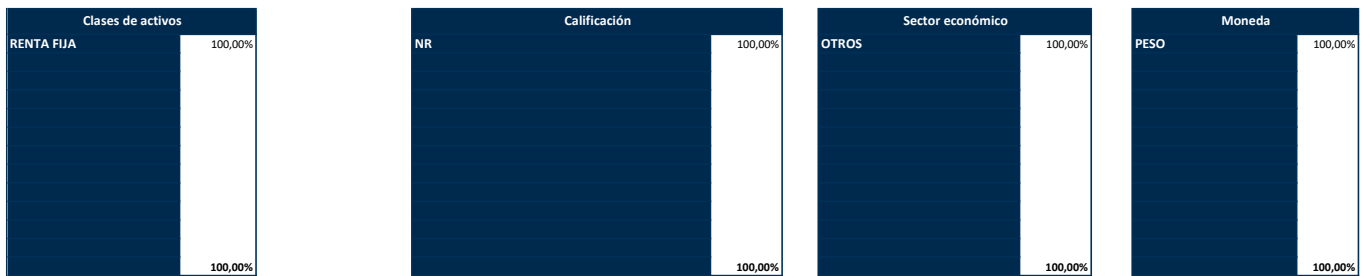 Clases de activos
RENTA FIJA 100,00%
100,00%
Calificación
NR 100,00%
100,00%
Sector económico
OTROS 100,00%
100,00%
Moneda
PESO 100,00%
100,00%